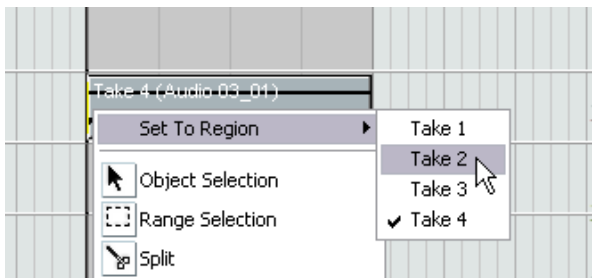 Take 4 (Audio 03_01)
Set To Region
Take 1
Take 2
Object Selection
Take 3
Range Selection
Take 4
Split